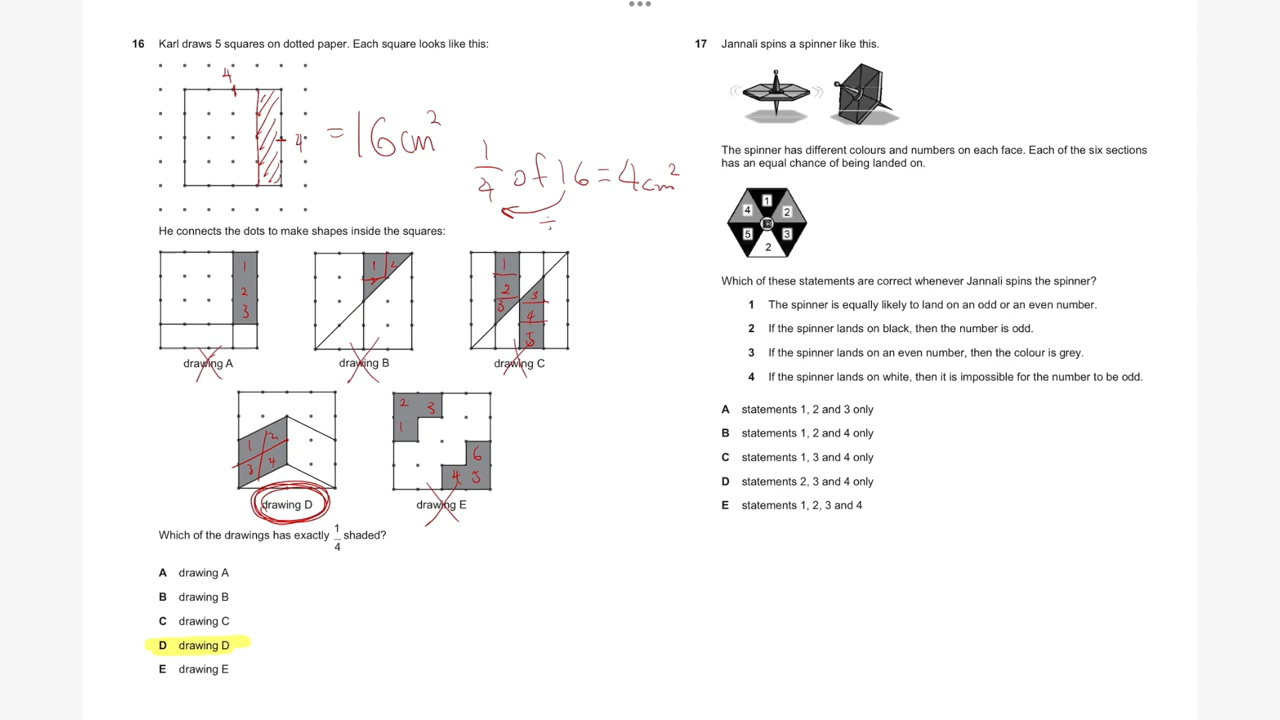 16 Karl draws 5 squares on dotted paper. Each square looks like this:
4
4
= 16cm²
1/4 of 16 = 4cm²
÷
He connects the dots to make shapes inside the squares:
1
2
3
drawing A
1 2
drawing B
1
2
3
3
4
5
drawing C
1 2
3 4
drawing D
2 3
1
6
4 5
drawing E
Which of the drawings has exactly 1/4 shaded?
A drawing A
B drawing B
C drawing C
D drawing D
E drawing E
17 Jannali spins a spinner like this.
The spinner has different colours and numbers on each face. Each of the six sections
has an equal chance of being landed on.
1
4 2
5 3
2
Which of these statements are correct whenever Jannali spins the spinner?
1 The spinner is equally likely to land on an odd or an even number.
2 If the spinner lands on black, then the number is odd.
3 If the spinner lands on an even number, then the colour is grey.
4 If the spinner lands on white, then it is impossible for the number to be odd.
A statements 1, 2 and 3 only
B statements 1, 2 and 4 only
C statements 1, 3 and 4 only
D statements 2, 3 and 4 only
E statements 1, 2, 3 and 4